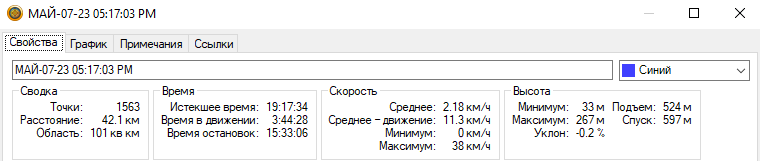 МАЙ-07-23 05:17:03 PM
Свойства График Примечания Ссылки
МАЙ-07-23 05:17:03 PM Синий
Сводка
Точки: 1563
Расстояние: 42.1 км
Область: 101 кв км
Время
Истекшее время: 19:17:34
Время в движении: 3:44:28
Время остановок: 15:33:06
Скорость
Среднее: 2.18 км/ч
Среднее – движение: 11.3 км/ч
Минимум: 0 км/ч
Максимум: 38 км/ч
Высота
Минимум: 33 м Подъем: 524 м
Максимум: 267 м Спуск: 597 м
Уклон: -0.2 %